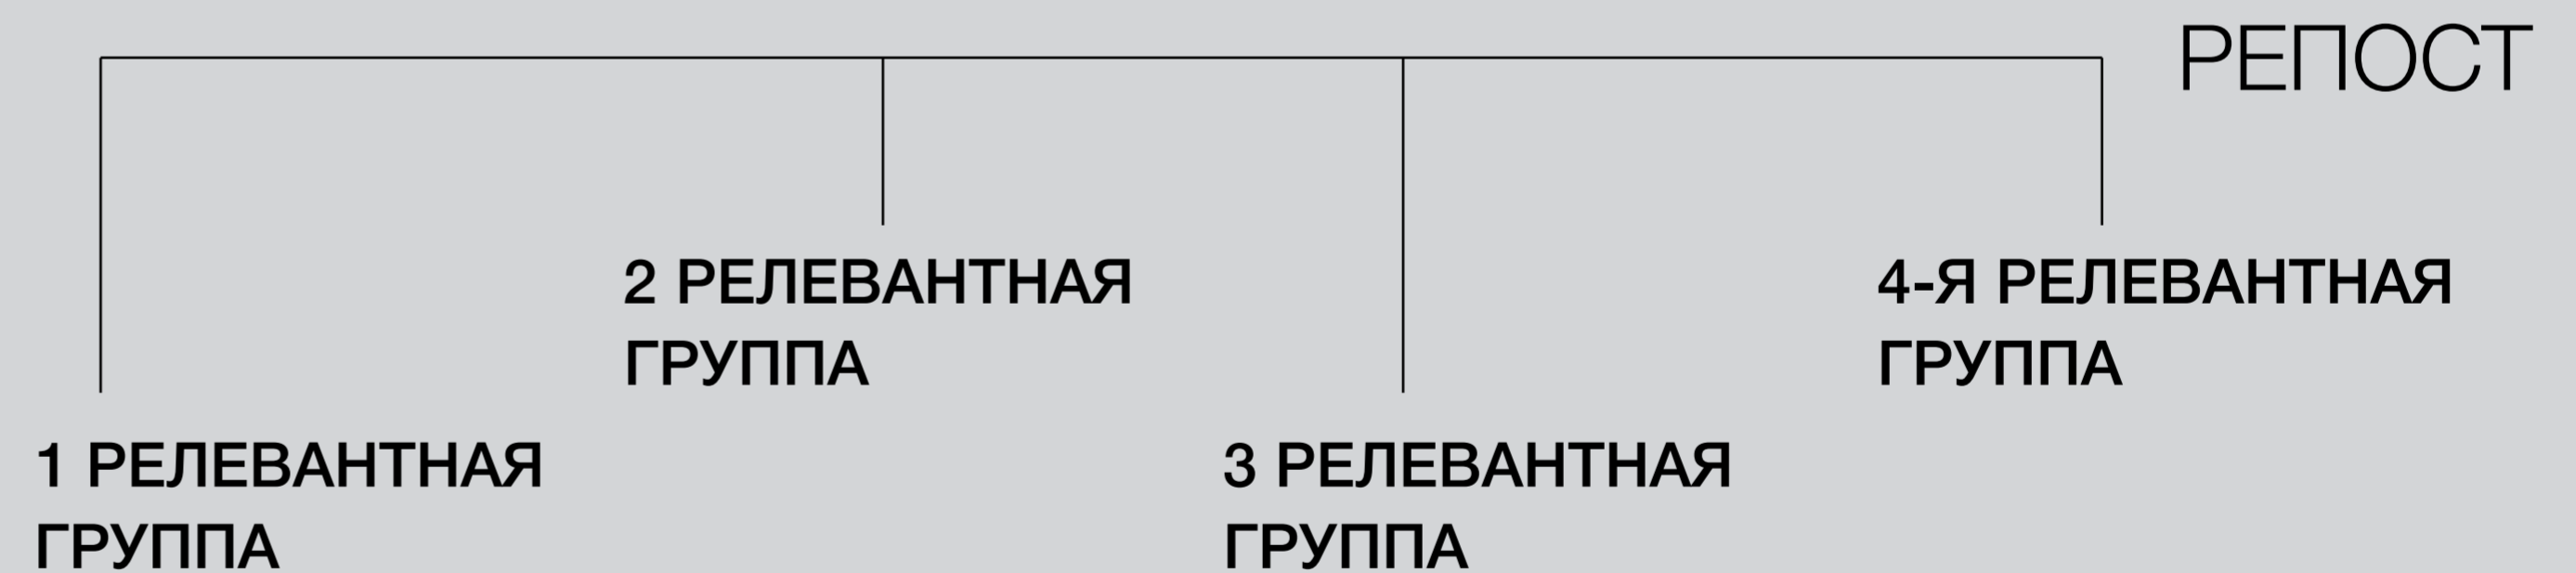 РЕПОСТ
2 РЕЛЕВАНТНАЯ
ГРУППА
4-Я РЕЛЕВАНТНАЯ
ГРУППА
1 РЕЛЕВАНТНАЯ
ГРУППА
3 РЕЛЕВАНТНАЯ
ГРУППА